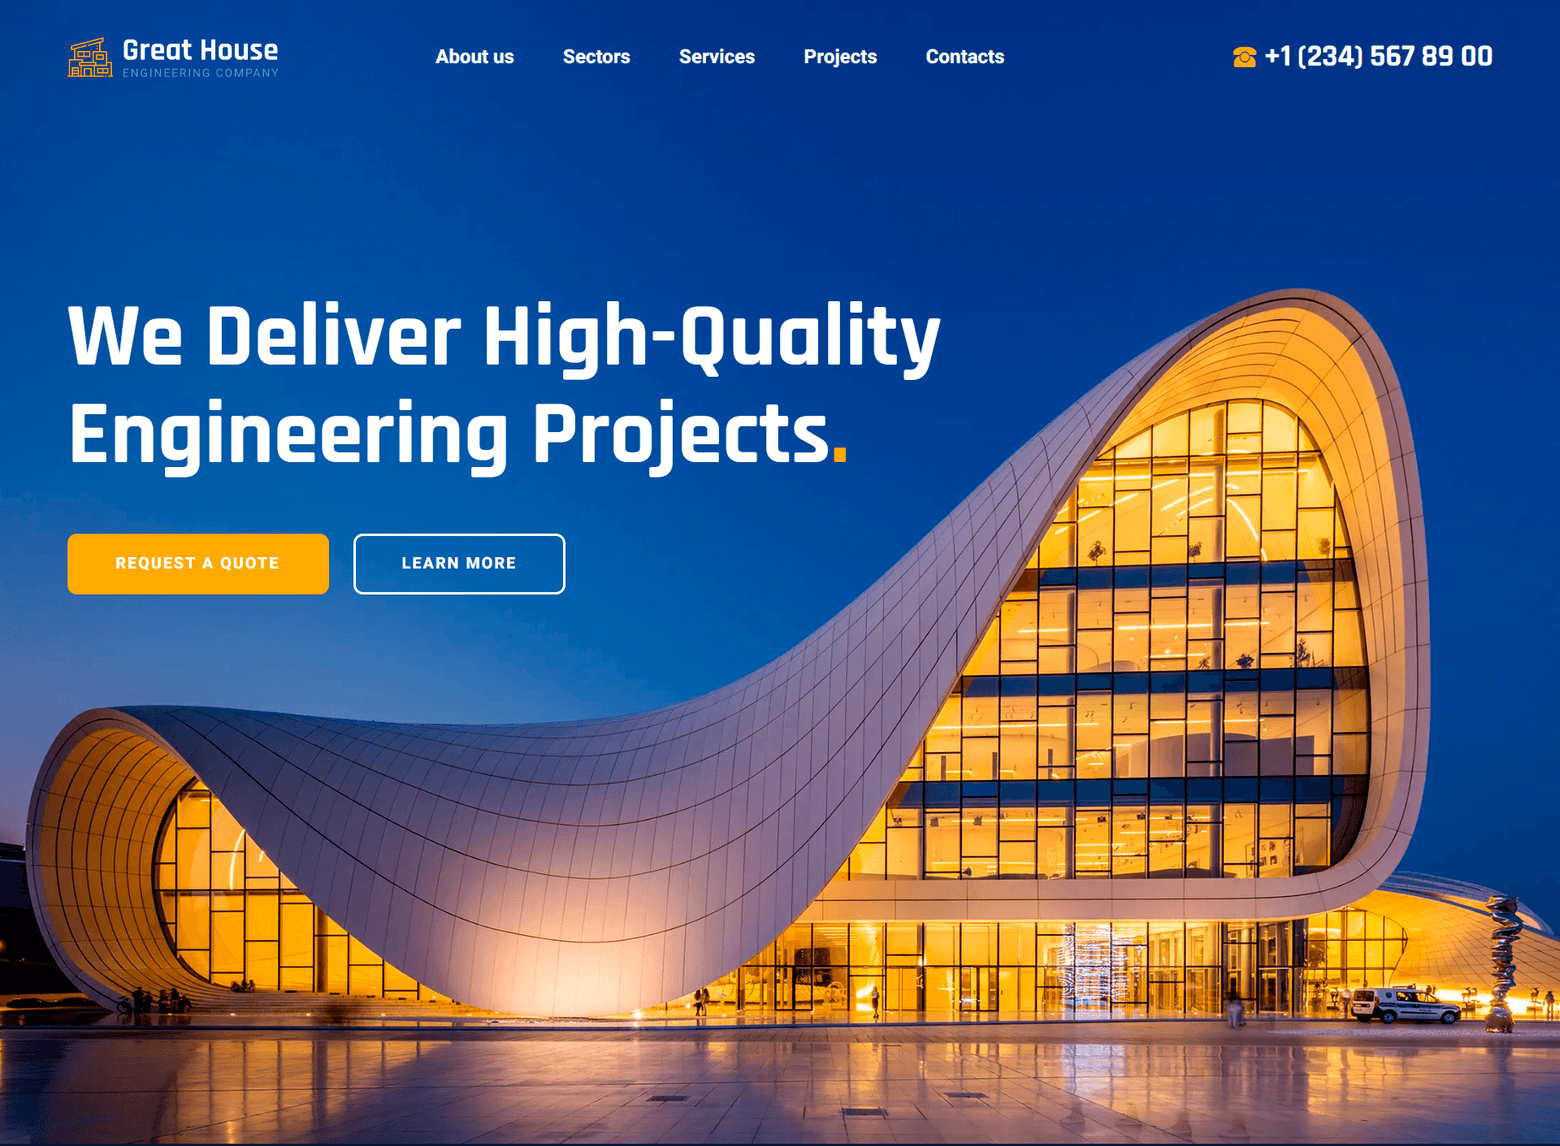 Great House
ENGINEERING COMPANY
About us
Sectors
Services
Projects
Contacts
+1 (234) 567 89 00
We Deliver High-Quality
Engineering Projects.
REQUEST A QUOTE
LEARN MORE